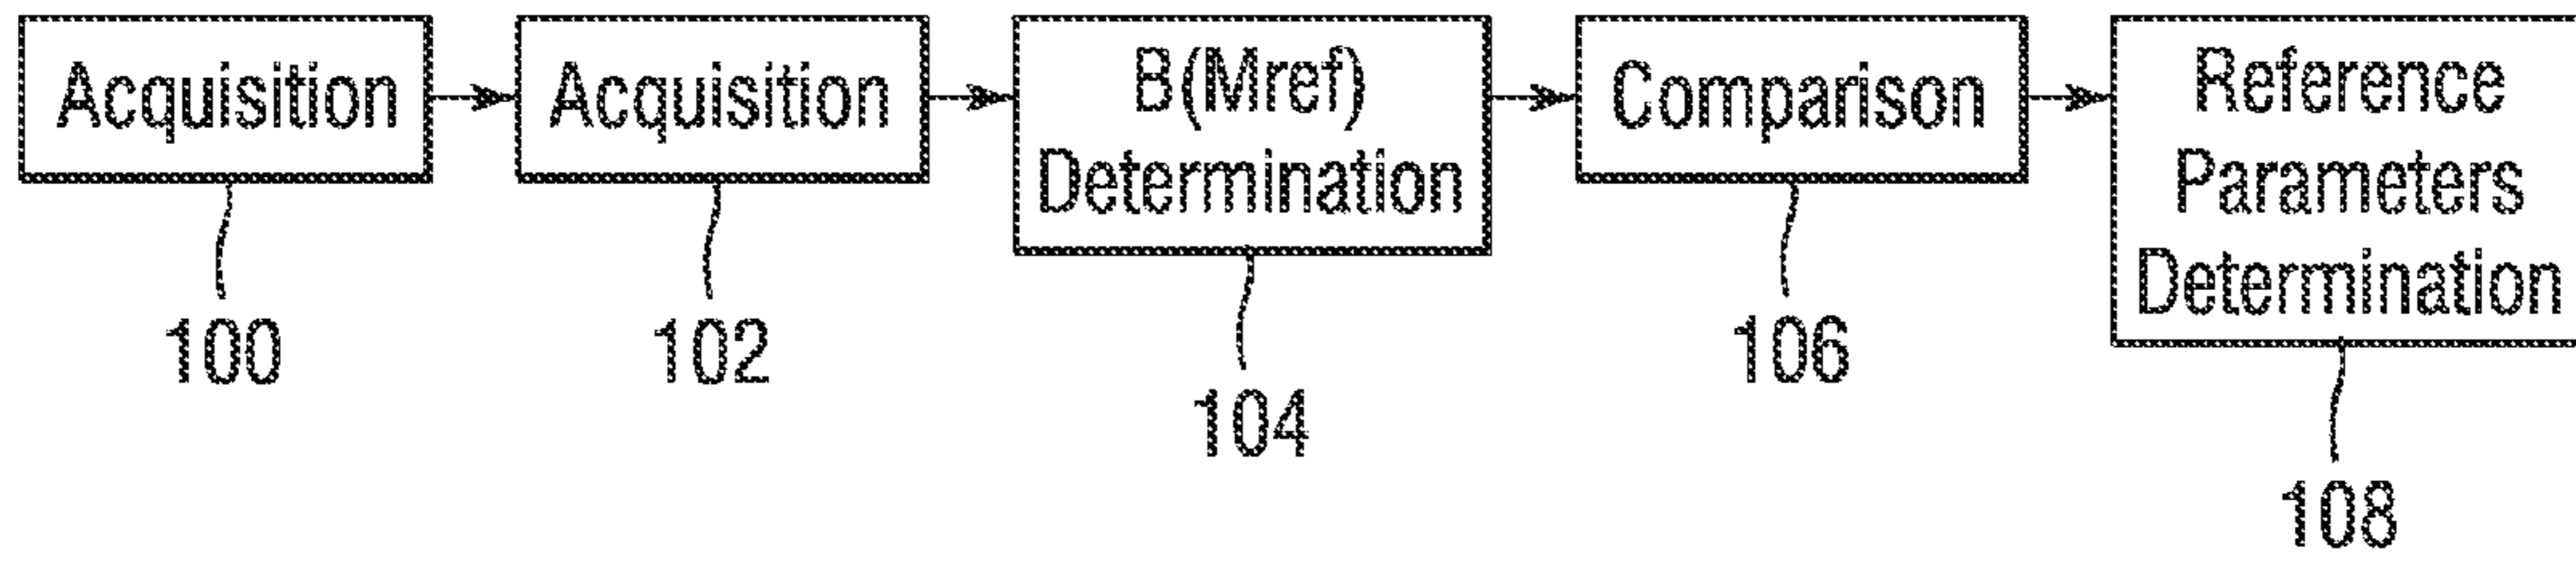 Acquisition
Acquisition
B(Mref)
Determination
Comparison
Reference
Parameters
Determination
100
102
104
106
108